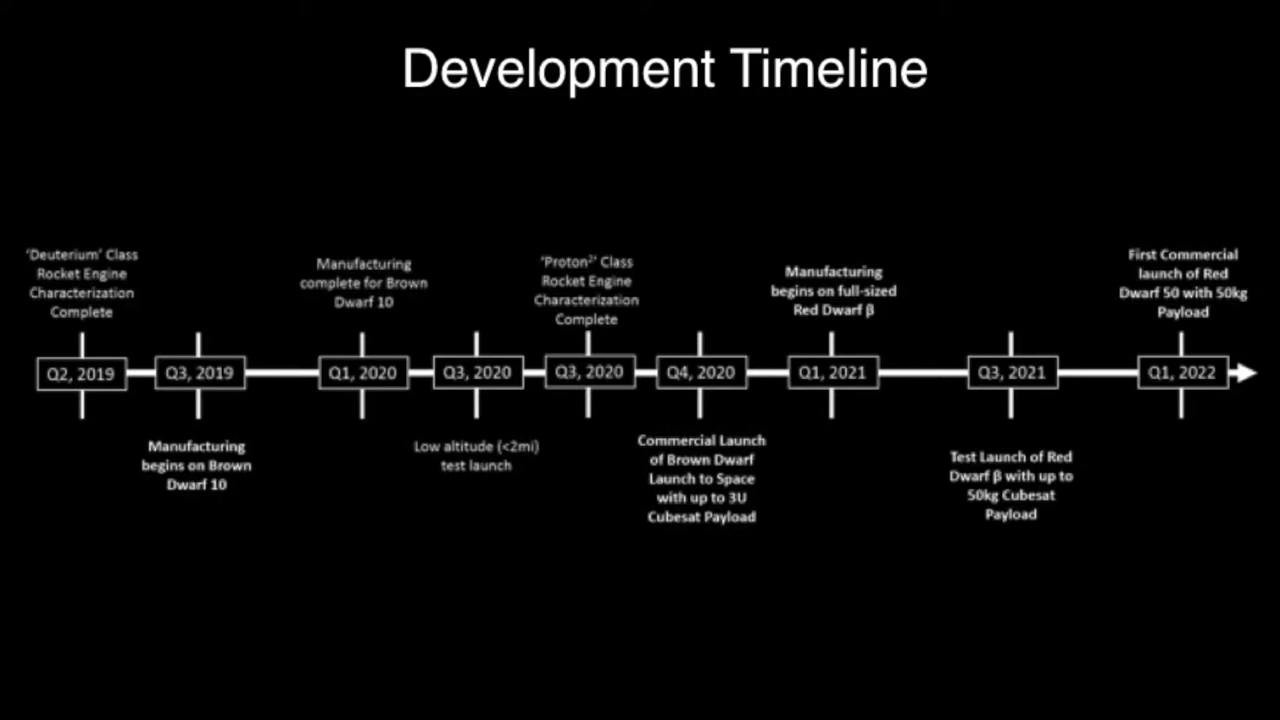 Development Timeline
'Deuterium' Class
Rocket Engine
Characterization
Complete
Q2, 2019
Q3, 2019
Manufacturing
begins on Brown
Dwarf 10
Manufacturing
complete for Brown
Dwarf 10
Q1, 2020
Q3, 2020
Low altitude (<2mi)
test launch
'Proton²' Class
Rocket Engine
Characterization
Complete
Q3, 2020
Q4, 2020
Commercial Launch
of Brown Dwarf
Launch to Space
with up to 3U
Cubesat Payload
Manufacturing
begins on full-sized
Red Dwarf β
Q1, 2021
Q3, 2021
Test Launch of Red
Dwarf β with up to
50kg Cubesat
Payload
First Commercial
launch of Red
Dwarf 50 with 50kg
Payload
Q1, 2022